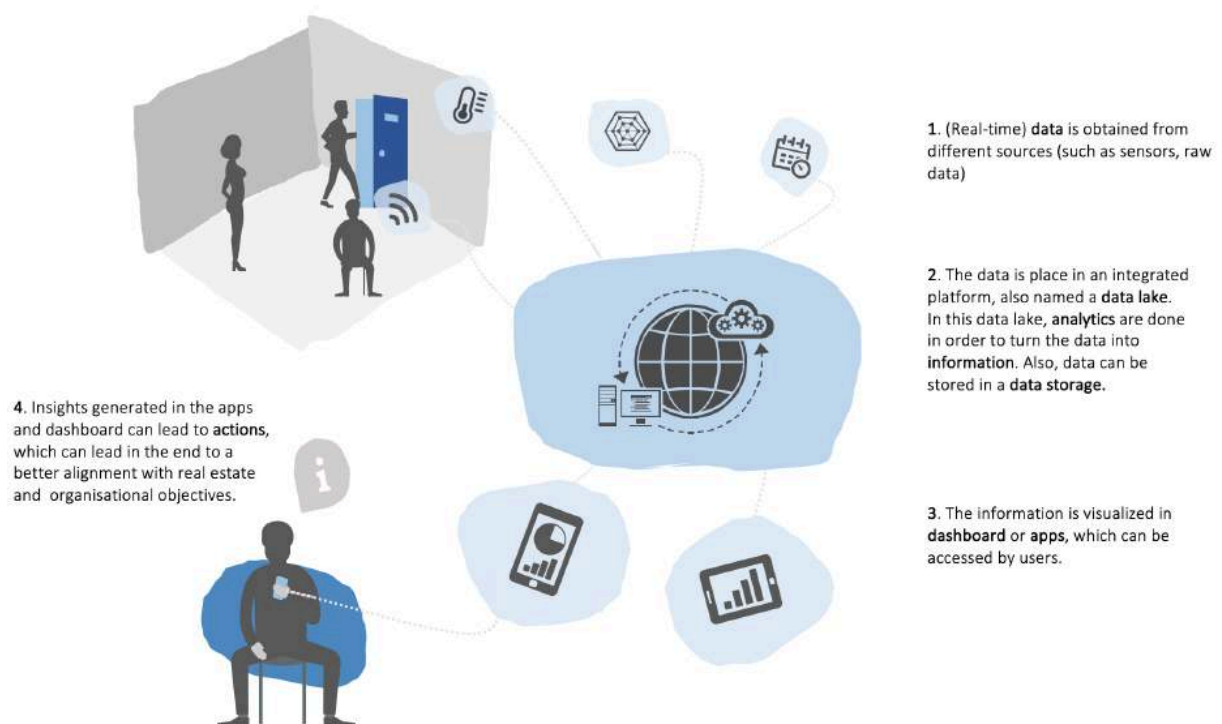 1. (Real-time) data is obtained from
different sources (such as sensors, raw
data)
2. The data is place in an integrated
platform, also named a data lake.
In this data lake, analytics are done
in order to turn the data into
information. Also, data can be
stored in a data storage.
3. The information is visualized in
dashboard or apps, which can be
accessed by users.
4. Insights generated in the apps
and dashboard can lead to actions,
which can lead in the end to a
better alignment with real estate
and organisational objectives.
i